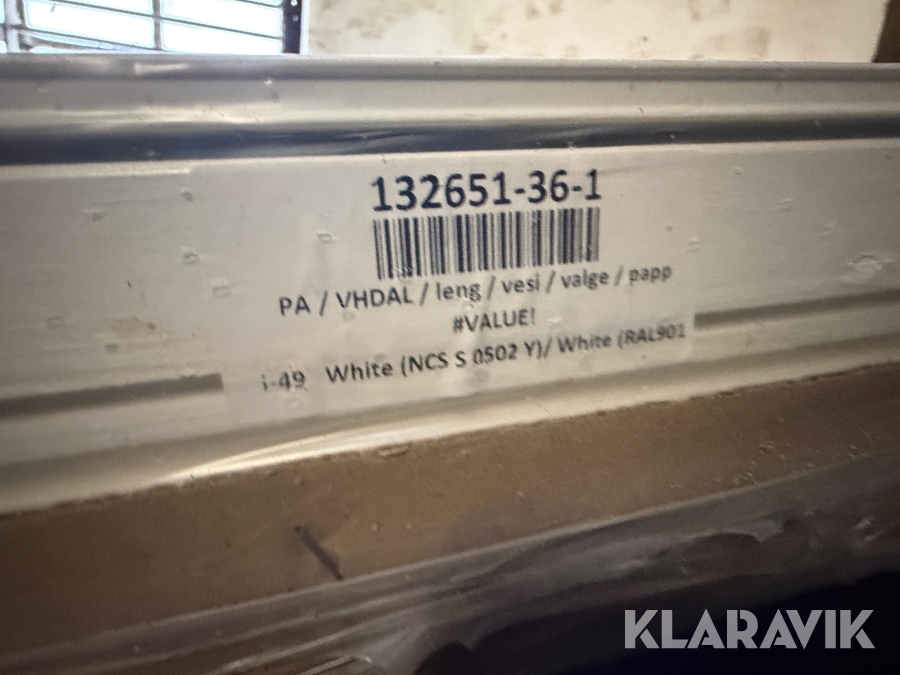 132651-36-1
PA / VHDAL / leng / vesi / valge / papp
#VALUE!
i-49 White (NCS S 0502 Y)/ White (RAL901
KLARAVIK